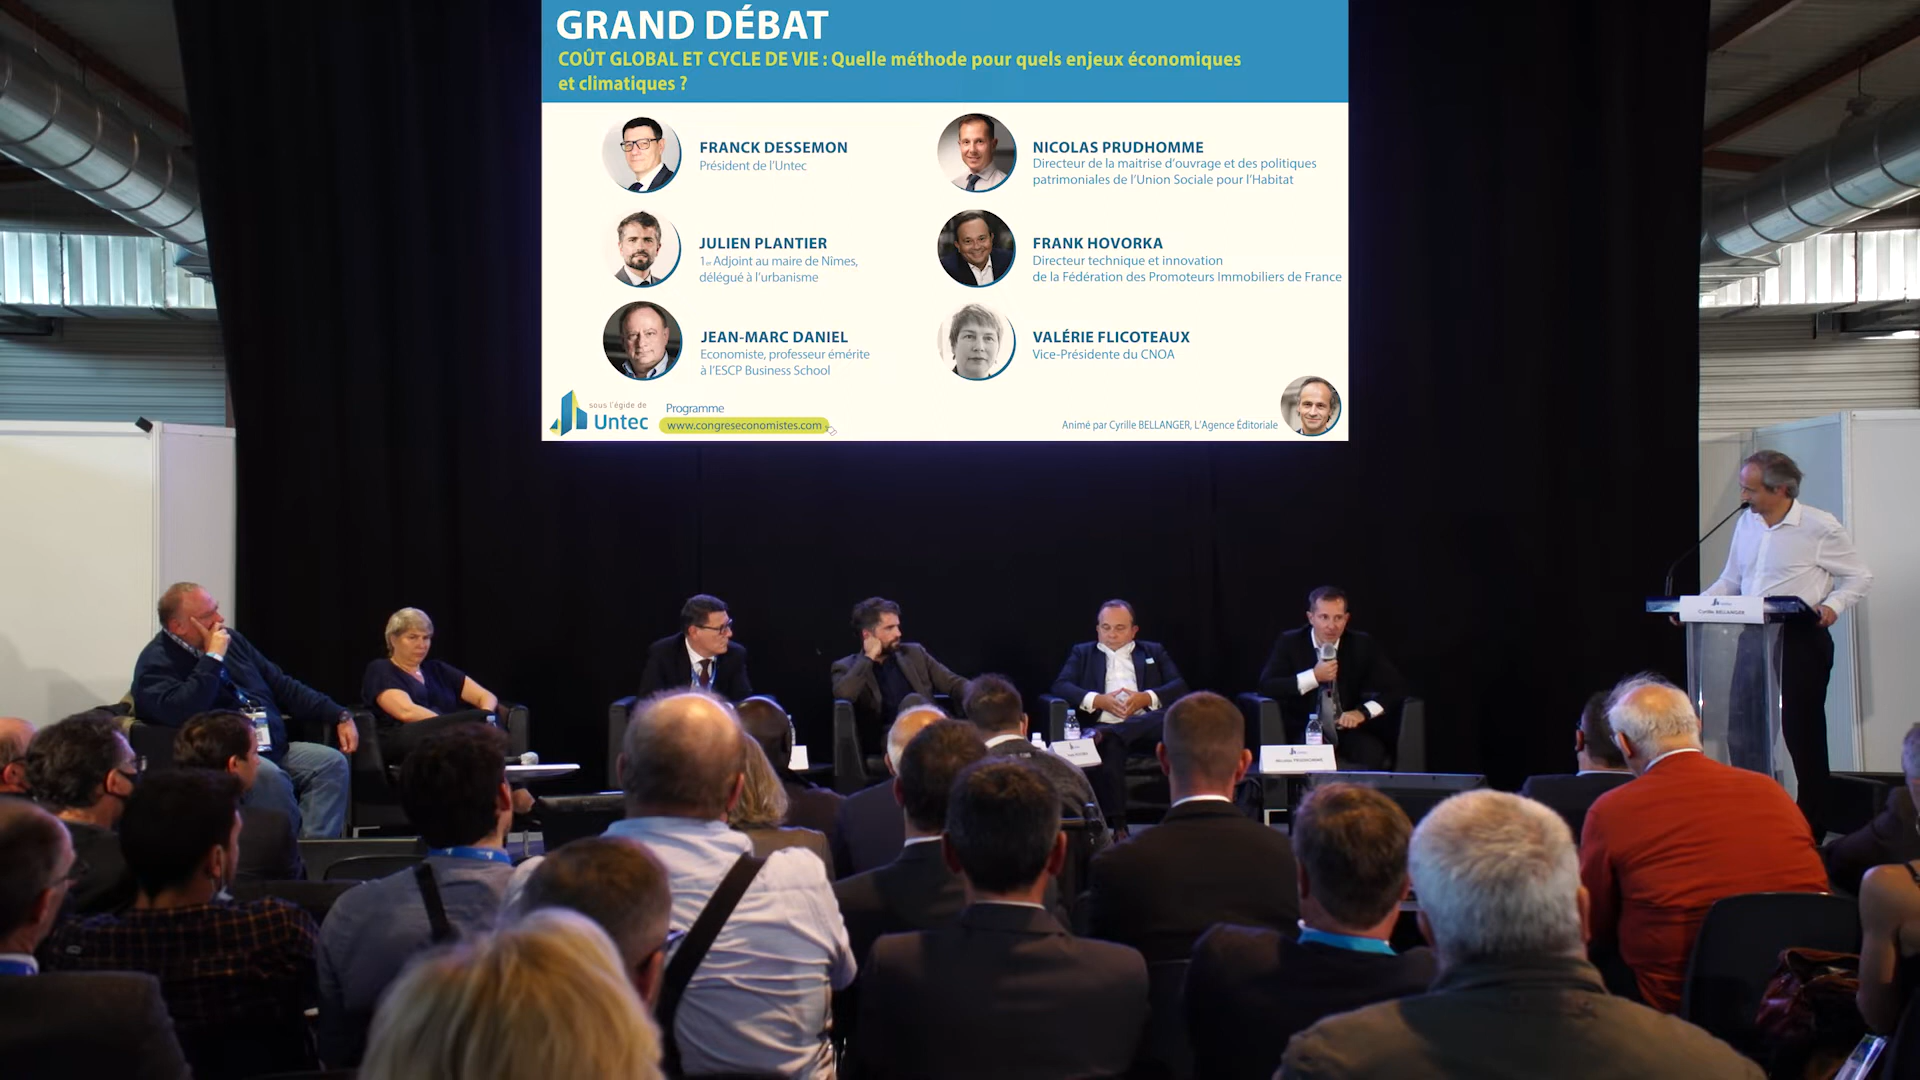 GRAND DÉBAT
COÛT GLOBAL ET CYCLE DE VIE : Quelle méthode pour quels enjeux économiques
et climatiques ?
FRANCK DESSEMON
Président de l'Untec
NICOLAS PRUDHOMME
Directeur de la maitrise d'ouvrage et des politiques
patrimoniales de l'Union Sociale pour l'Habitat
JULIEN PLANTIER
1er Adjoint au maire de Nîmes,
délégué à l'urbanisme
FRANK HOVORKA
Directeur technique et innovation
de la Fédération des Promoteurs Immobiliers de France
JEAN-MARC DANIEL
Economiste, professeur émérite
à l'ESCP Business School
VALÉRIE FLICOTEAUX
Vice-Présidente du CNOA
sous l'égide de
Untec
Programme
www.congreseconomistes.com
Animé par Cyrille BELLANGER, L'Agence Éditoriale
Cyrille BELLANGER
Nicolas PRUDHOMME